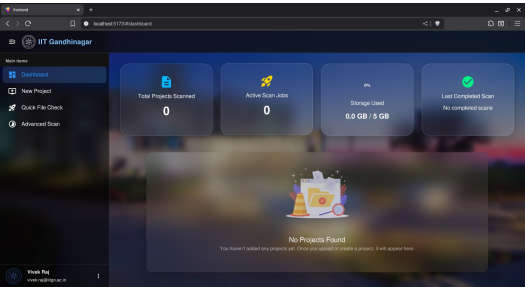 frontend
localhost:5173/#/dashboard
IIT Gandhinagar
Main items
Dashboard
New Project
Quick File Check
Advanced Scan
Total Projects Scanned
0
Active Scan Jobs
0
0%
Storage Used
0.0 GB / 5 GB
Last Completed Scan
No completed scans
No Projects Found
You haven't added any projects yet. Once you upload or create a project, it will appear here.
Vivek Raj
vivek.raj@iitgn.ac.in